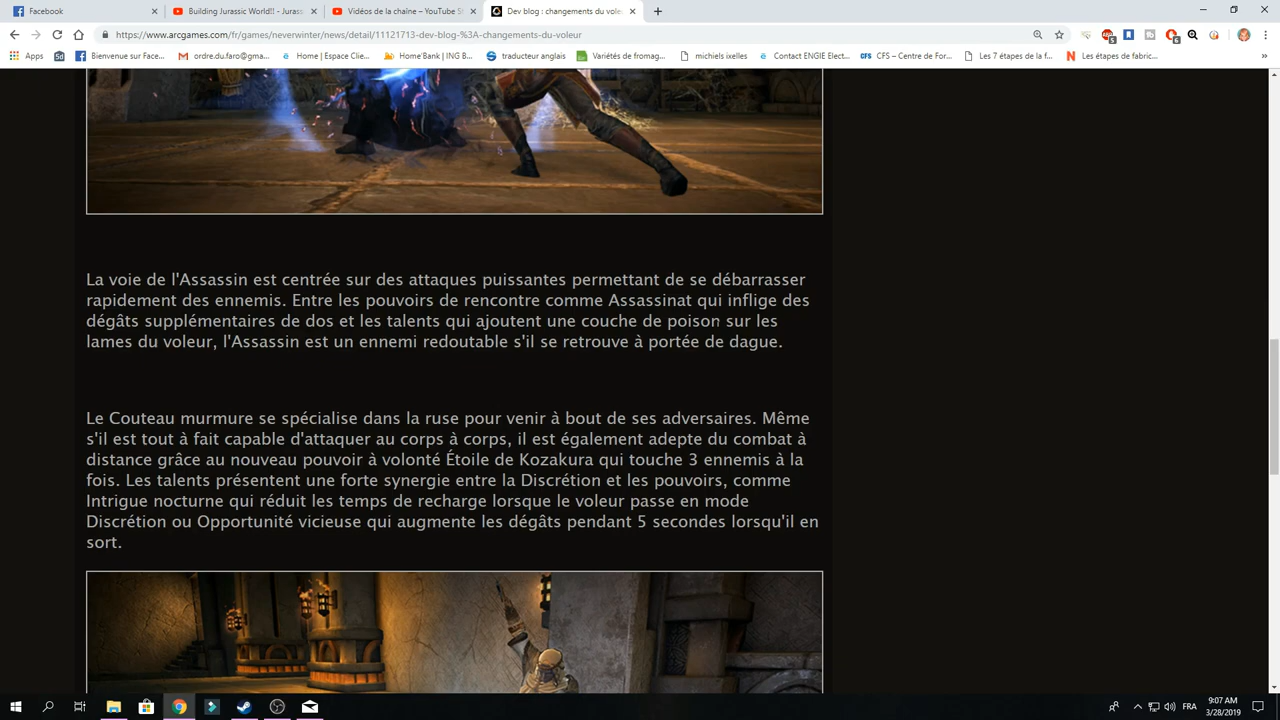 Facebook
Building Jurassic World!! - Jurass
Vidéos de la chaîne – YouTube St
Dev blog : changements du vole
https://www.arcgames.com/fr/games/neverwinter/news/detail/11121713-dev-blog-%3A-changements-du-voleur
Apps
Bienvenue sur Face...
ordre.du.faro@gma...
Home | Espace Clie...
Home Bank | ING B...
traducteur anglais
Variétés de fromag...
michiels ixelles
Contact ENGIE Elect...
CFS – Centre de For...
Les 7 étapes de la f...
Les étapes de fabric...
La voie de l'Assassin est centrée sur des attaques puissantes permettant de se débarrasser
rapidement des ennemis. Entre les pouvoirs de rencontre comme Assassinat qui inflige des
dégâts supplémentaires de dos et les talents qui ajoutent une couche de poison sur les
lames du voleur, l'Assassin est un ennemi redoutable s'il se retrouve à portée de dague.
Le Couteau murmure se spécialise dans la ruse pour venir à bout de ses adversaires. Même
s'il est tout à fait capable d'attaquer au corps à corps, il est également adepte du combat à
distance grâce au nouveau pouvoir à volonté Étoile de Kozakura qui touche 3 ennemis à la
fois. Les talents présentent une forte synergie entre la Discrétion et les pouvoirs, comme
Intrigue nocturne qui réduit les temps de recharge lorsque le voleur passe en mode
Discrétion ou Opportunité vicieuse qui augmente les dégâts pendant 5 secondes lorsqu'il en
sort.
FRA
9:07 AM
3/28/2019